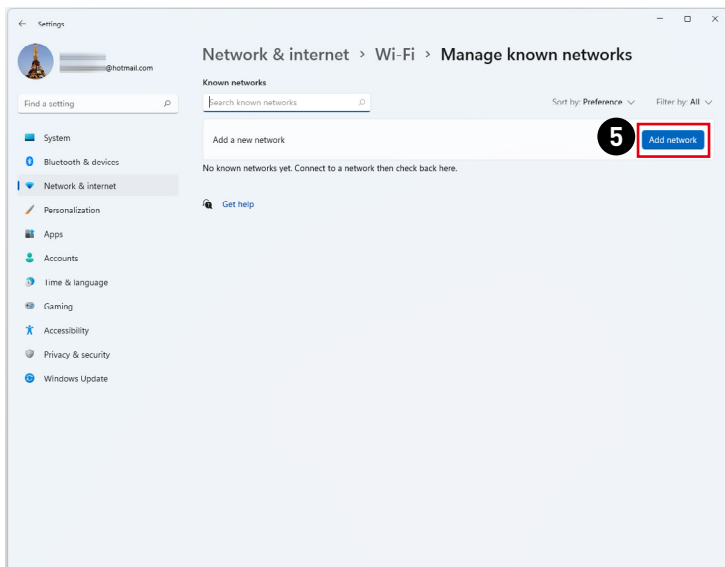 Settings
@hotmail.com
Network & internet > Wi-Fi > Manage known networks
Known networks
Find a setting
Search known networks
Sort by: Preference
Filter by: All
System
Add a new network
5
Add network
Bluetooth & devices
No known networks yet. Connect to a network then check back here.
Network & internet
Personalization
Get help
Apps
Accounts
Time & language
Gaming
Accessibility
Privacy & security
Windows Update